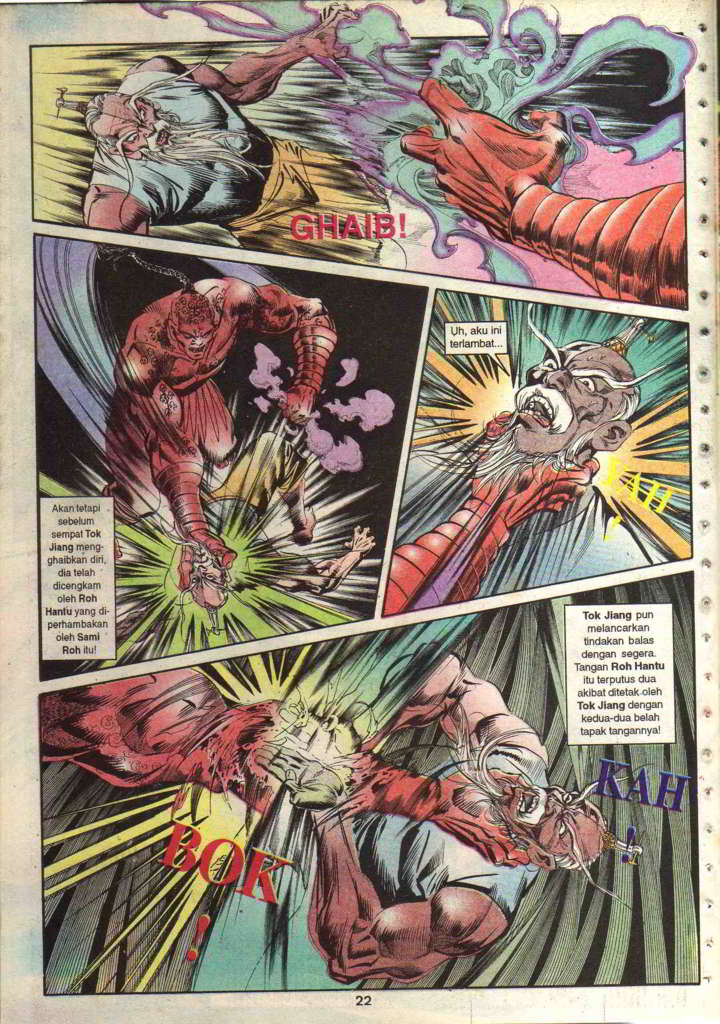 GHAIB!
Akan tetapi
sebelum
sempat Tok
Jiang meng-
ghaibkan diri,
dia telah
dicengkam
oleh Roh
Hantu yang di-
perhambakan
oleh Sami
Roh itu!
Uh, aku ini
terlambat...
YAH
!
Tok Jiang pun
melancarkan
tindakan balas
dengan segera.
Tangan Roh Hantu
itu terputus dua
akibat ditetak oleh
Tok Jiang dengan
kedua-dua belah
tapak tangannya!
KAH
!
BOK
!
22